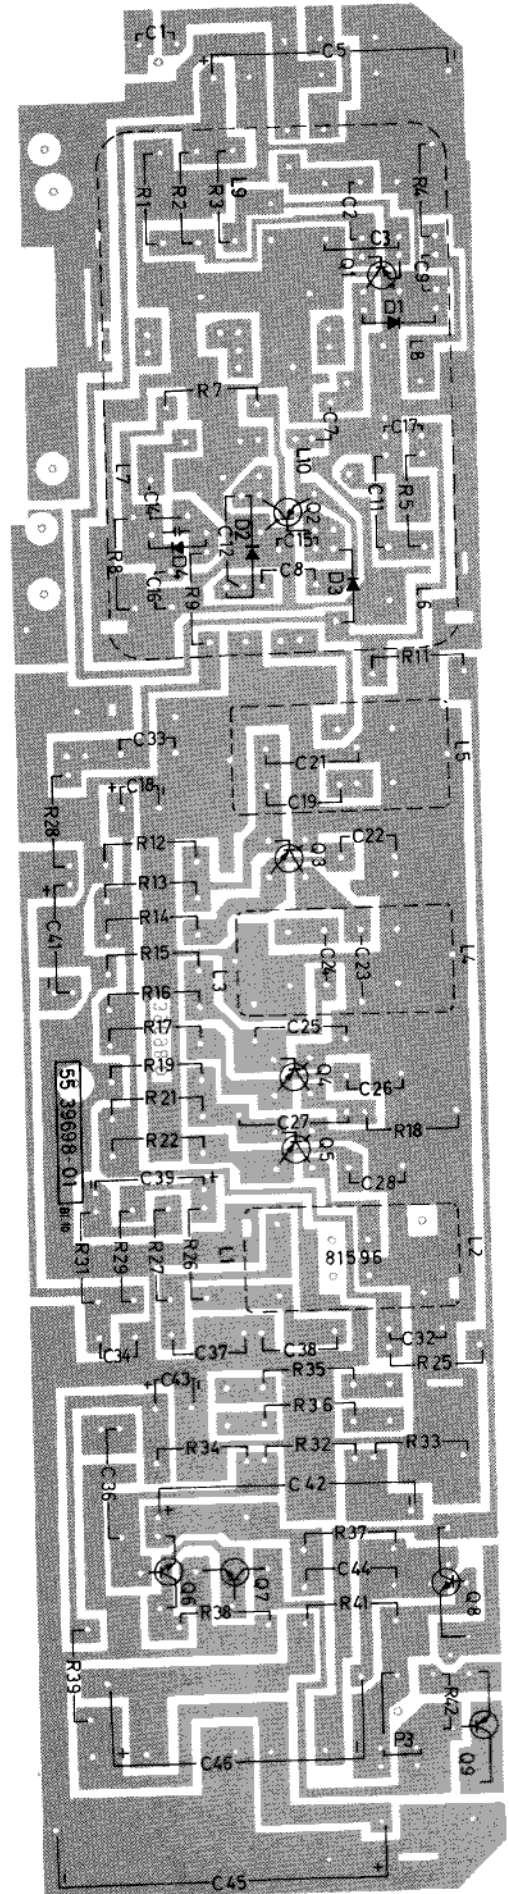 C1
C5
+
R1
R2
R3
L9
R4
C2
C3
Q1
C9
D1
L8
R7
C7
C17
L7
L10
C14
C11
R5
Q2
D2
C12
C15
R8
D4
C8
D3
C16
R9
L6
R11
C33
C21
L5
C18
+
C19
R28
R12
Q3
C22
R13
+
C41
R14
R15
L3
C24
C23
L4
R16
R17
C25
R19
Q4
C26
55 39698-01
R21
C27
R18
R22
Q5
C39
+
C28
81 10
R31
R29
R27
R26
L1
81596
L2
C34
C37
C38
C32
R25
R35
+
C43
R36
R34
R32
R33
C36
C42
+
R37
C44
Q6
Q7
Q8
R38
R41
R39
R42
P3
Q9
+
C46
C45
+